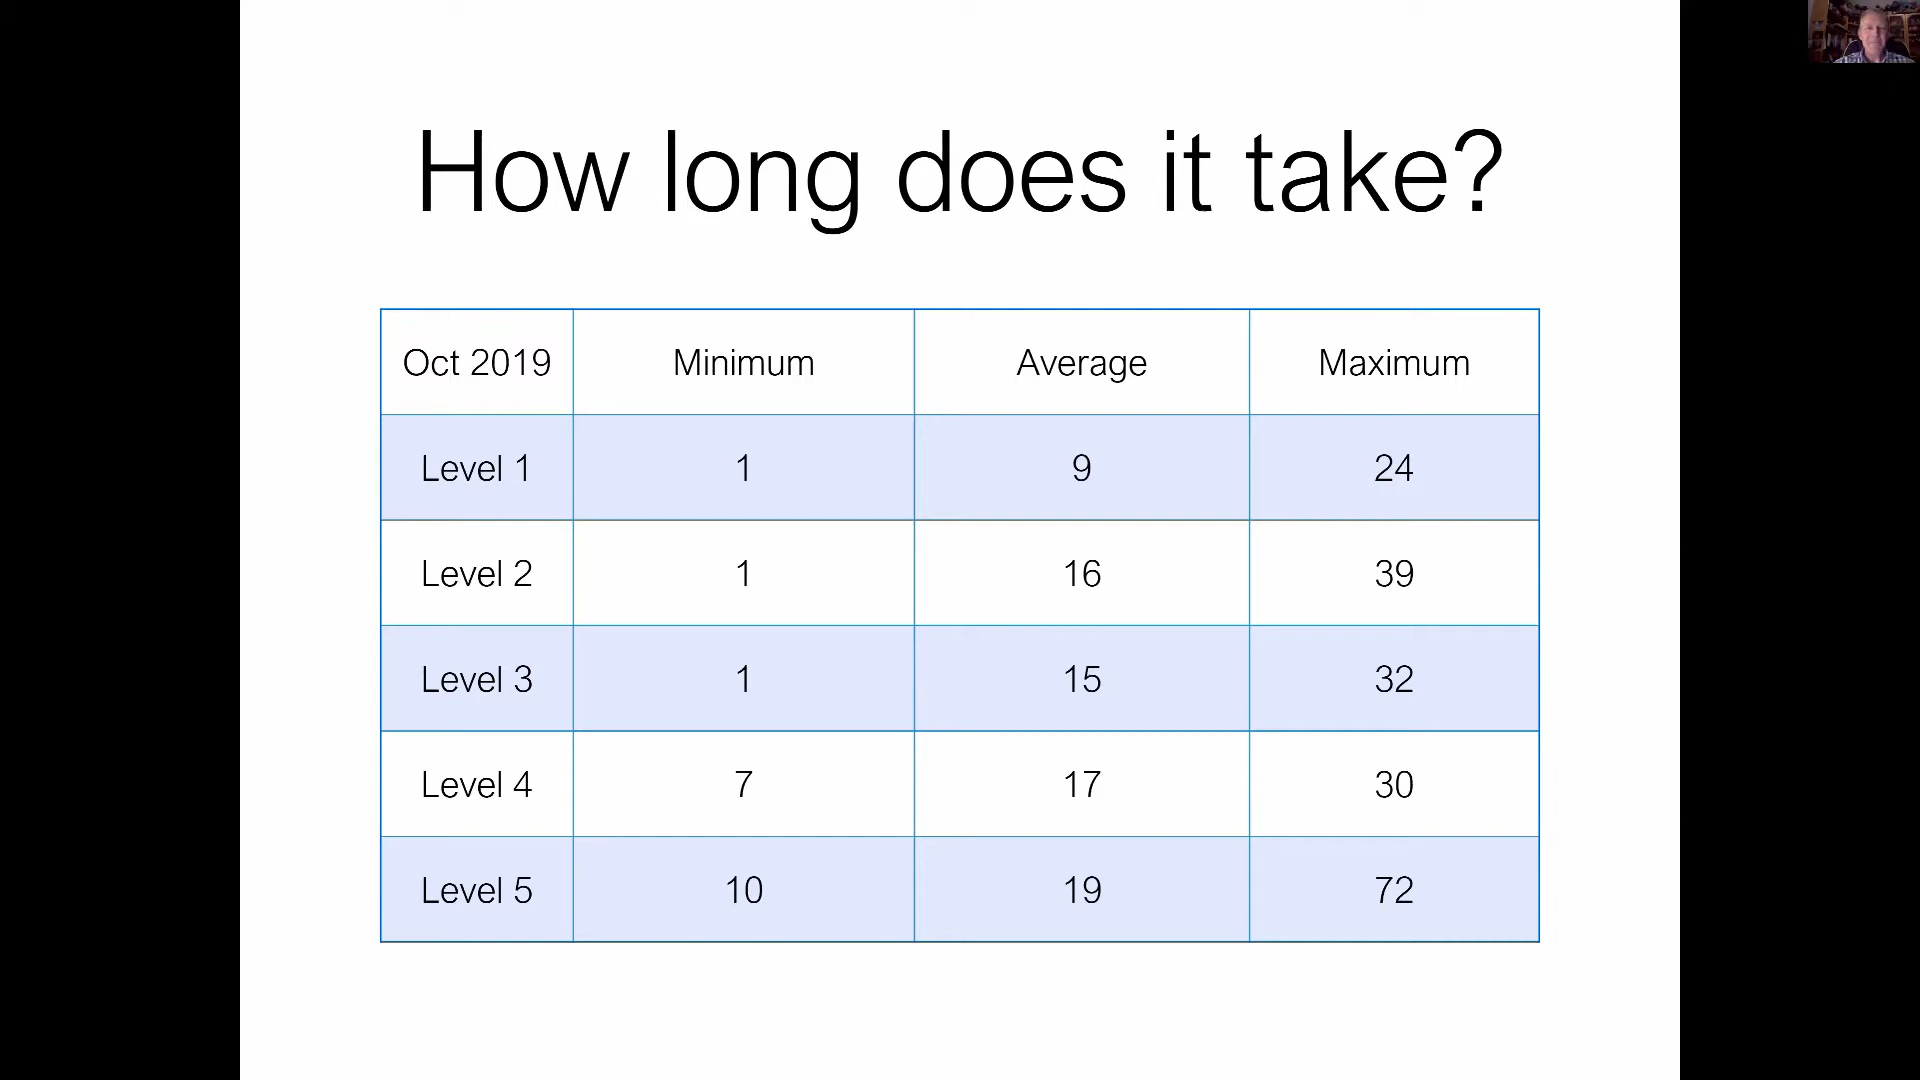 How long does it take?
Oct 2019 Minimum Average Maximum
Level 1 1 9 24
Level 2 1 16 39
Level 3 1 15 32
Level 4 7 17 30
Level 5 10 19 72